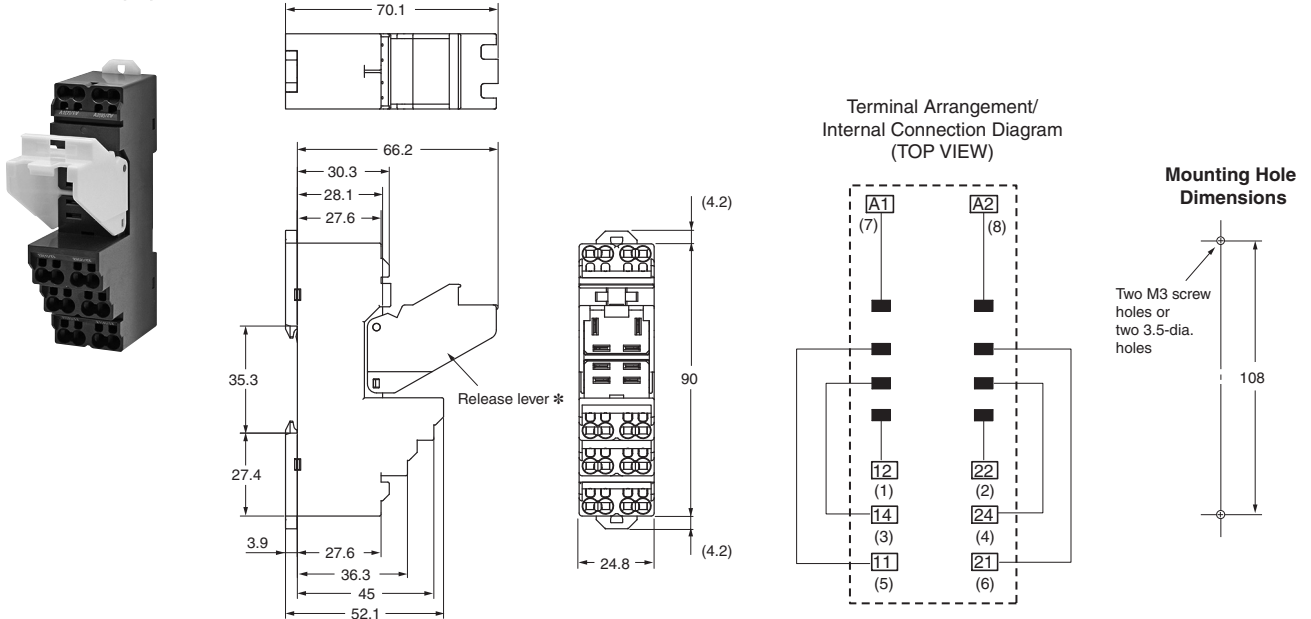 70.1
66.2
30.3
28.1
27.6
35.3
27.4
3.9
27.6
36.3
45
52.1
Release lever *
(4.2)
90
(4.2)
24.8
Terminal Arrangement/
Internal Connection Diagram
(TOP VIEW)
A1
A2
(7)
(8)
12
22
(1)
(2)
14
24
(3)
(4)
11
21
(5)
(6)
Mounting Hole
Dimensions
Two M3 screw
holes or
two 3.5-dia.
holes
108